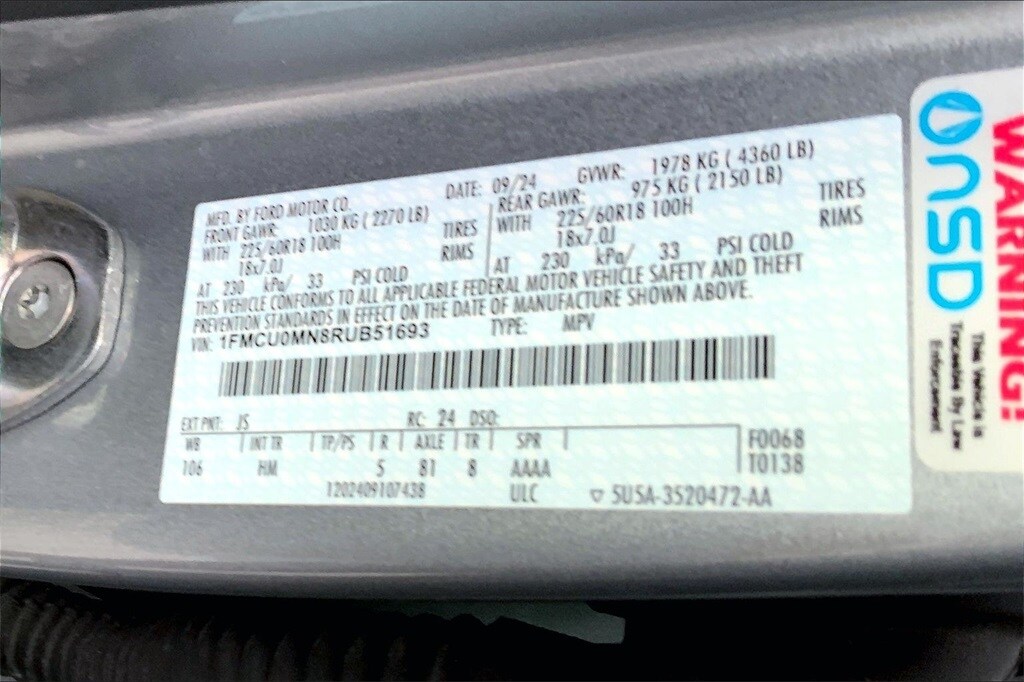 MFD. BY FORD MOTOR CO. DATE: 09/24 GVWR: 1978 KG ( 4360 LB)
FRONT GAWR: 1030 KG ( 2270 LB) REAR GAWR: 975 KG ( 2150 LB)
WITH 225/60R18 100H TIRES WITH 225/60R18 100H TIRES
18x7.0J RIMS 18x7.0J RIMS
AT 230 kPa/ 33 PSI COLD AT 230 kPa/ 33 PSI COLD
THIS VEHICLE CONFORMS TO ALL APPLICABLE FEDERAL MOTOR VEHICLE SAFETY AND THEFT
PREVENTION STANDARDS IN EFFECT ON THE DATE OF MANUFACTURE SHOWN ABOVE.
VIN: 1FMCU0MN8RUB51693 TYPE: MPV
EXT PNT: JS RC: 24 DSO:
WB INT TR TP/PS R AXLE TR SPR F0068
106 HM 5 81 8 AAAA T0138
1202409107438 ULC 5U5A-3520472-AA
WARNING!
nsd
This Vehicle is
Traceable By Law
Enforcement